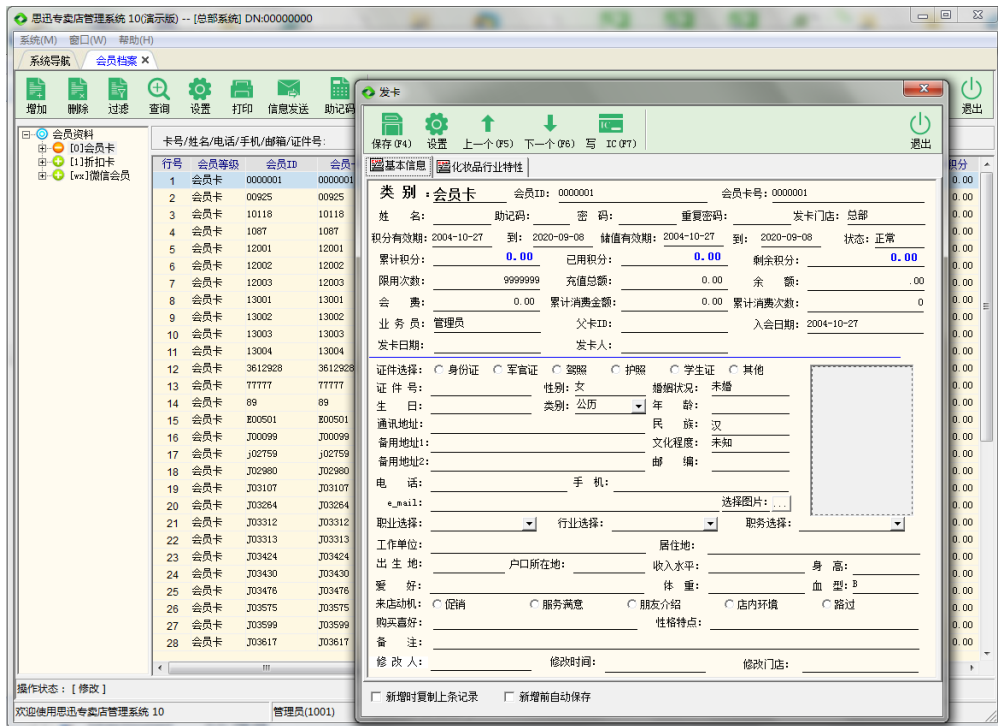 思迅专卖店管理系统 10(演示版) -- [总部系统] DN:00000000
系统(M) 窗口(W) 帮助(H)
系统导航 会员档案 ×
增加 删除 过滤 查询 设置 打印 信息发送 助记码 退出
会员资料
[0]会员卡
[1]折扣卡
[wx]微信会员
卡号/姓名/电话/手机/邮箱/证件号:
行号 会员等级 会员ID 会员 积分
1 会员卡 0000001 0000001 0.00
2 会员卡 00925 00925 0.00
3 会员卡 10118 10118 0.00
4 会员卡 1087 1087 0.00
5 会员卡 12001 12001 0.00
6 会员卡 12002 12002 0.00
7 会员卡 12003 12003 0.00
8 会员卡 13001 13001 0.00
9 会员卡 13002 13002 0.00
10 会员卡 13003 13003 0.00
11 会员卡 13004 13004 0.00
12 会员卡 3612928 3612928 0.00
13 会员卡 77777 77777 0.00
14 会员卡 89 89 0.00
15 会员卡 E00501 E00501 0.00
16 会员卡 J00099 J00099 0.00
17 会员卡 j02759 j02759 0.00
18 会员卡 J02980 J02980 0.00
19 会员卡 J03107 J03107 0.00
20 会员卡 J03264 J03264 0.00
21 会员卡 J03312 J03312 0.00
22 会员卡 J03313 J03313 0.00
23 会员卡 J03424 J03424 0.00
24 会员卡 J03430 J03430 0.00
25 会员卡 J03476 J03476 0.00
26 会员卡 J03575 J03575 0.00
27 会员卡 J03599 J03599 0.00
28 会员卡 J03617 J03617 0.00
操作状态: [ 修改 ]
欢迎使用思迅专卖店管理系统 10 管理员(1001)
发卡
保存(F4) 设置 上一个(F5) 下一个(F6) 写 IC(F7) 退出
基本信息 化妆品行业特性
类 别:会员卡 会员ID: 0000001 会员卡号: 0000001
姓 名: 助记码: 密 码: 重复密码: 发卡门店: 总部
积分有效期: 2004-10-27 到: 2020-09-08 储值有效期: 2004-10-27 到: 2020-09-08 状态: 正常
累计积分: 0.00 已用积分: 0.00 剩余积分: 0.00
限用次数: 9999999 充值总额: 0.00 余 额: .00
会 费: 0.00 累计消费金额: 0.00 累计消费次数: 0
业 务 员: 管理员 父卡ID: 入会日期: 2004-10-27
发卡日期: 发卡人:
证件选择: 身份证 军官证 驾照 护照 学生证 其他
证 件 号: 性别: 女 婚姻状况: 未婚
生 日: 类别: 公历 年 龄:
通讯地址: 民 族: 汉
备用地址1: 文化程度: 未知
备用地址2: 邮 编:
电 话: 手 机:
e_mail: 选择图片: ...
职业选择: 行业选择: 职务选择:
工作单位: 居住地:
出 生 地: 户口所在地: 收入水平: 身 高:
爱 好: 体 重: 血 型: B
来店动机: 促销 服务满意 朋友介绍 店内环境 路过
购买喜好: 性格特点:
备 注:
修 改 人: 修改时间: 修改门店:
新增时复制上条记录 新增前自动保存